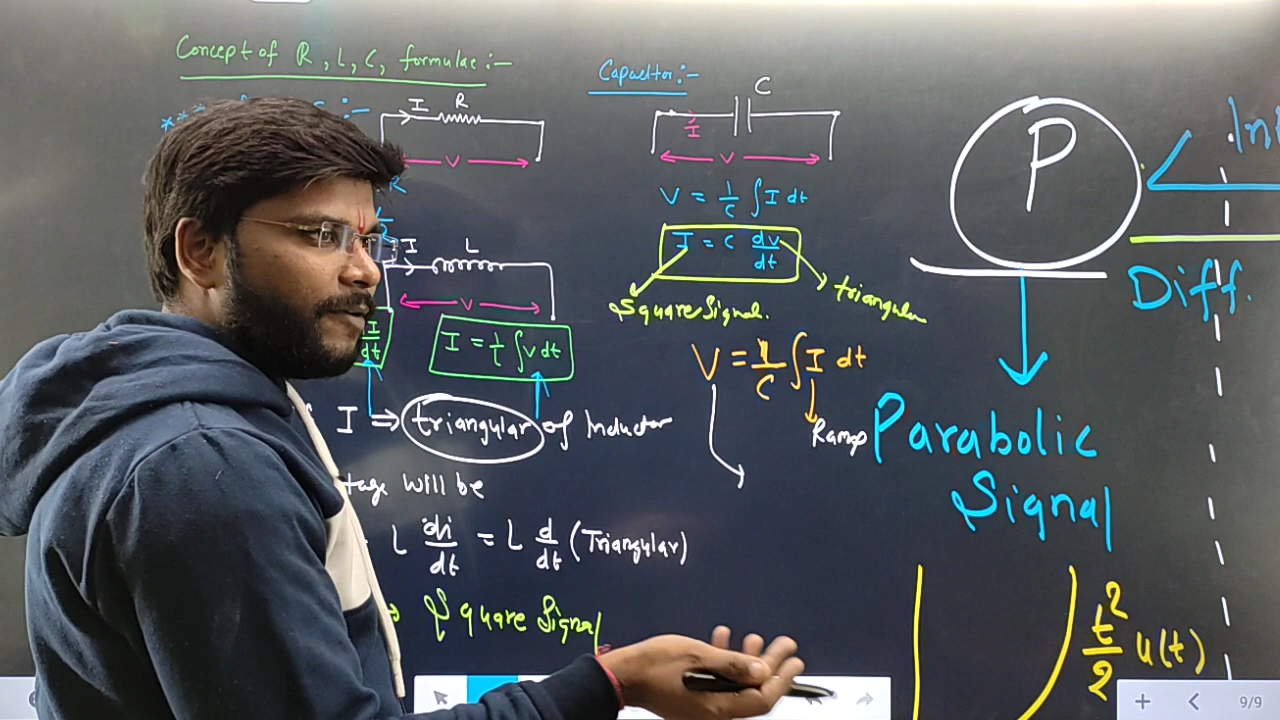 Concept of R, L, C, formulae:-
I R
V
I L
V
I
dt
I = 1/L ∫ v dt
I ⇒ triangular of Inductor
tage will be
L di/dt = L d/dt (Triangular)
⇒ Square Signal
Capacitor:-
C
I
V
V = 1/C ∫ I dt
I = C dv/dt
Square Signal.
triangular
V = 1/C ∫ I dt
Ramp
P
Diff.
Parabolic
Signal
t²/2 u(t)
9/9